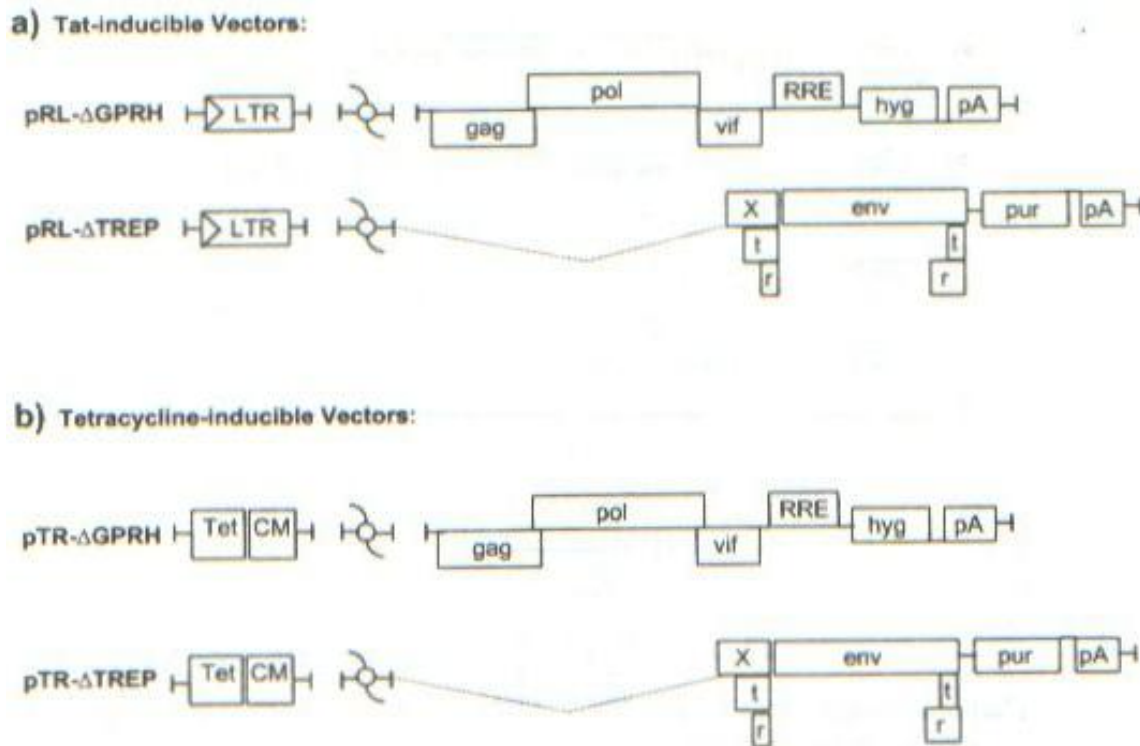 a) Tat-inducible Vectors:
pol RRE
pRL-ΔGPRH LTR hyg pA
gag vif
pRL-ΔTREP LTR X env pur pA
t t
r r
b) Tetracycline-inducible Vectors:
pol RRE
pTR-ΔGPRH Tet CM hyg pA
gag vif
pTR-ΔTREP Tet CM X env pur pA
t t
r r